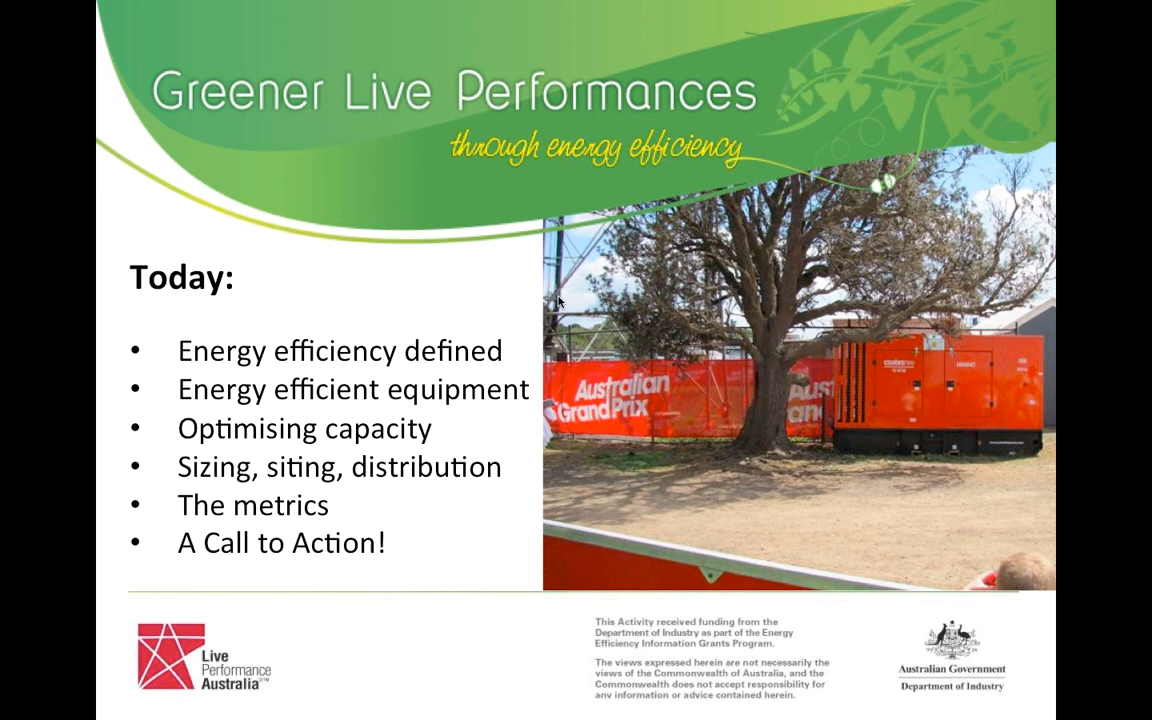 Greener Live Performances
through energy efficiency
Today:
• Energy efficiency defined
• Energy efficient equipment
• Optimising capacity
• Sizing, siting, distribution
• The metrics
• A Call to Action!
Australian
Grand Prix
Aus
coateshire
Live
Performance
Australia
This Activity received funding from the
Department of Industry as part of the Energy
Efficiency Information Grants Program.
The views expressed herein are not necessarily the
views of the Commonwealth of Australia, and the
Commonwealth does not accept responsibility for
any information or advice contained herein.
Australian Government
Department of Industry